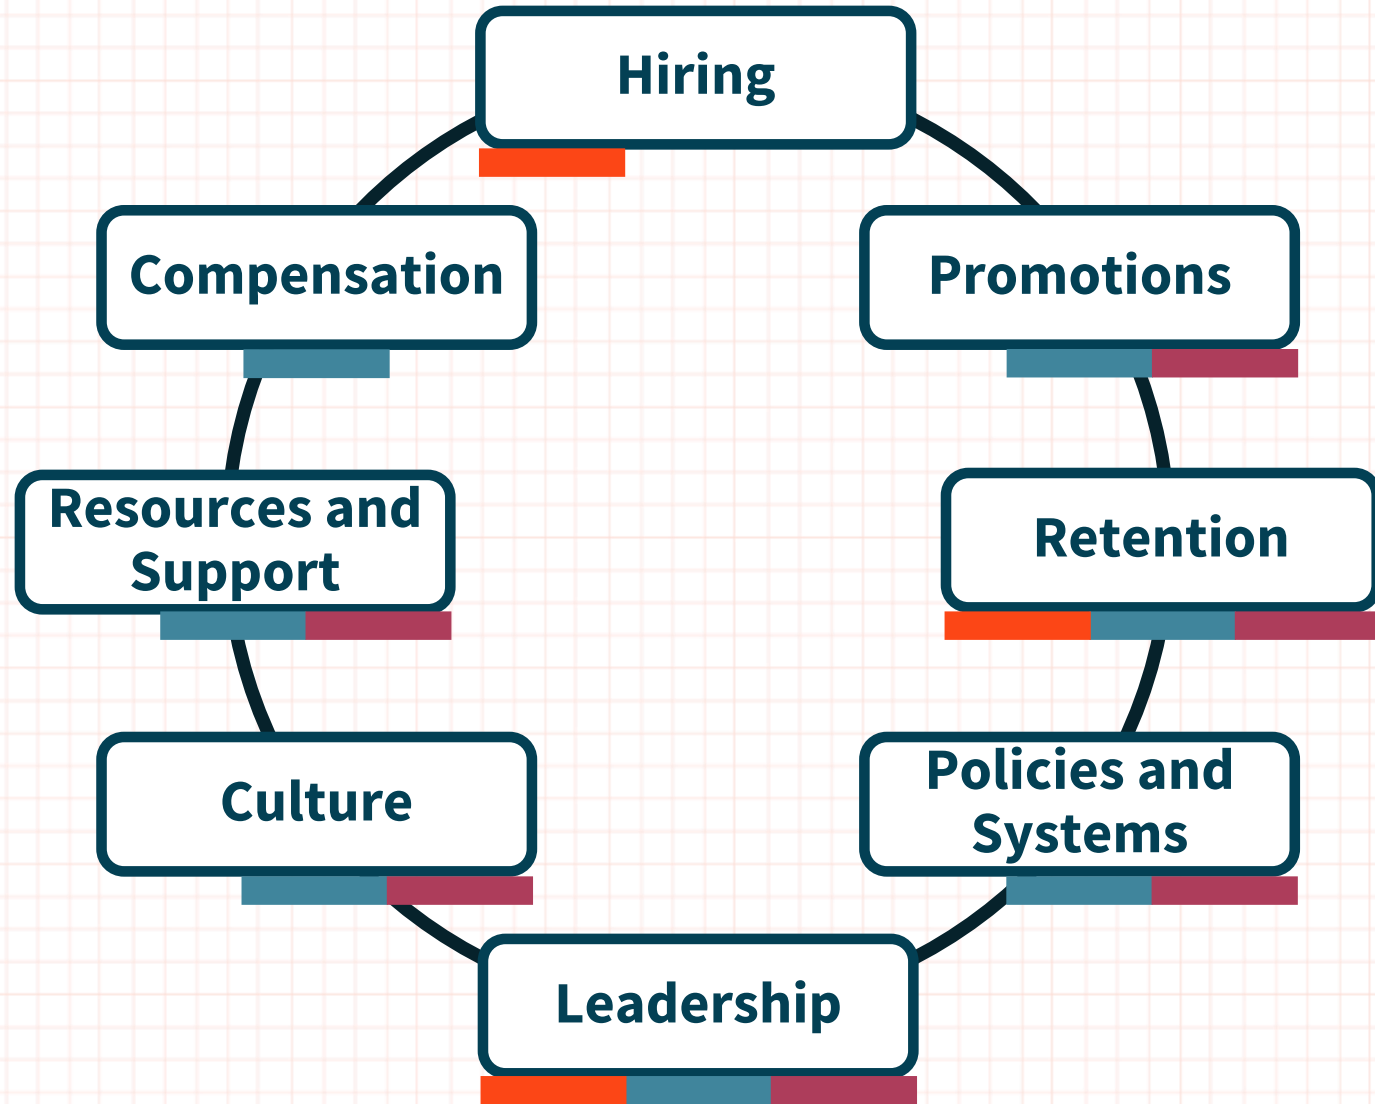 Hiring
Compensation
Promotions
Resources and
Support
Retention
Culture
Policies and
Systems
Leadership